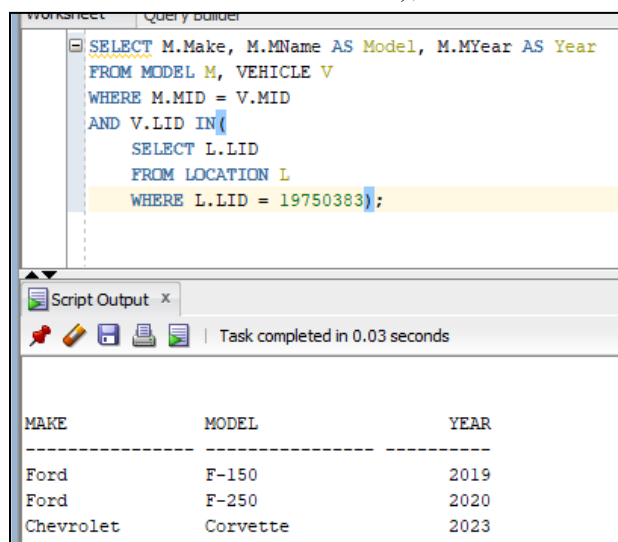 Worksheet Query Builder
SELECT M.Make, M.MName AS Model, M.MYear AS Year
FROM MODEL M, VEHICLE V
WHERE M.MID = V.MID
AND V.LID IN(
SELECT L.LID
FROM LOCATION L
WHERE L.LID = 19750383);
Script Output x
Task completed in 0.03 seconds
MAKE MODEL YEAR
---------------- ---------------- ----------
Ford F-150 2019
Ford F-250 2020
Chevrolet Corvette 2023